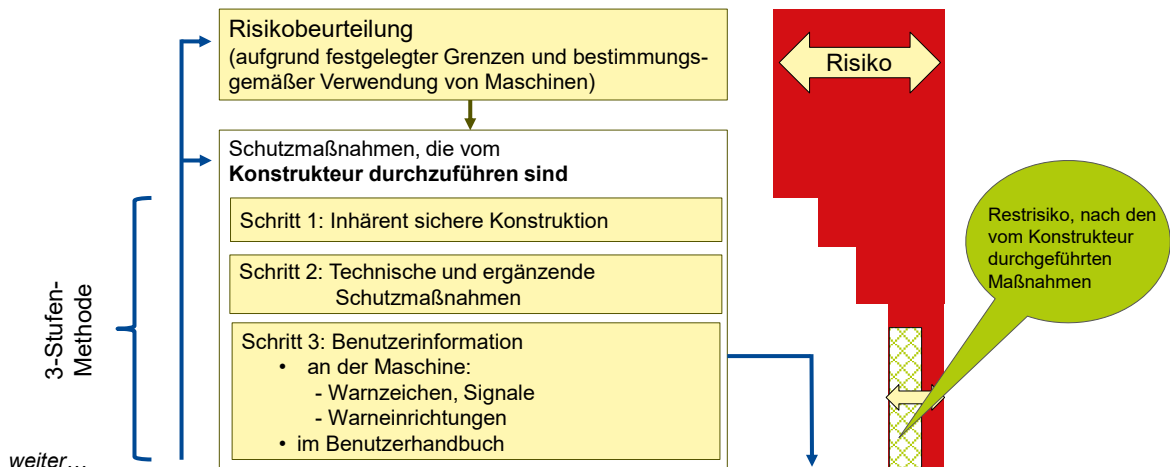 Risikobeurteilung
(aufgrund festgelegter Grenzen und bestimmungs-
gemäßer Verwendung von Maschinen)
Risiko
Schutzmaßnahmen, die vom
Konstrukteur durchzuführen sind
Schritt 1: Inhärent sichere Konstruktion
Schritt 2: Technische und ergänzende
Schutzmaßnahmen
Schritt 3: Benutzerinformation
• an der Maschine:
- Warnzeichen, Signale
- Warneinrichtungen
• im Benutzerhandbuch
3-Stufen-
Methode
Restrisiko, nach den
vom Konstrukteur
durchgeführten
Maßnahmen
weiter…